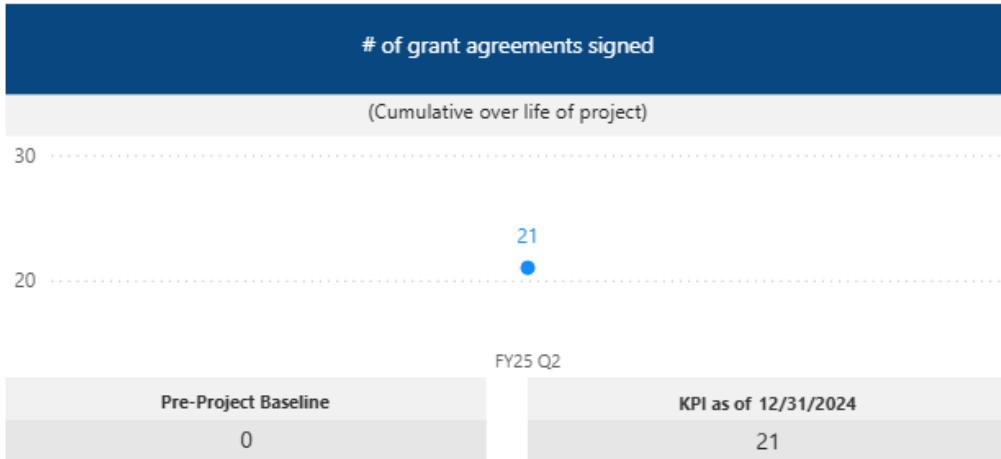 # of grant agreements signed
(Cumulative over life of project)
30
21
20
FY25 Q2
Pre-Project Baseline
KPI as of 12/31/2024
0
21